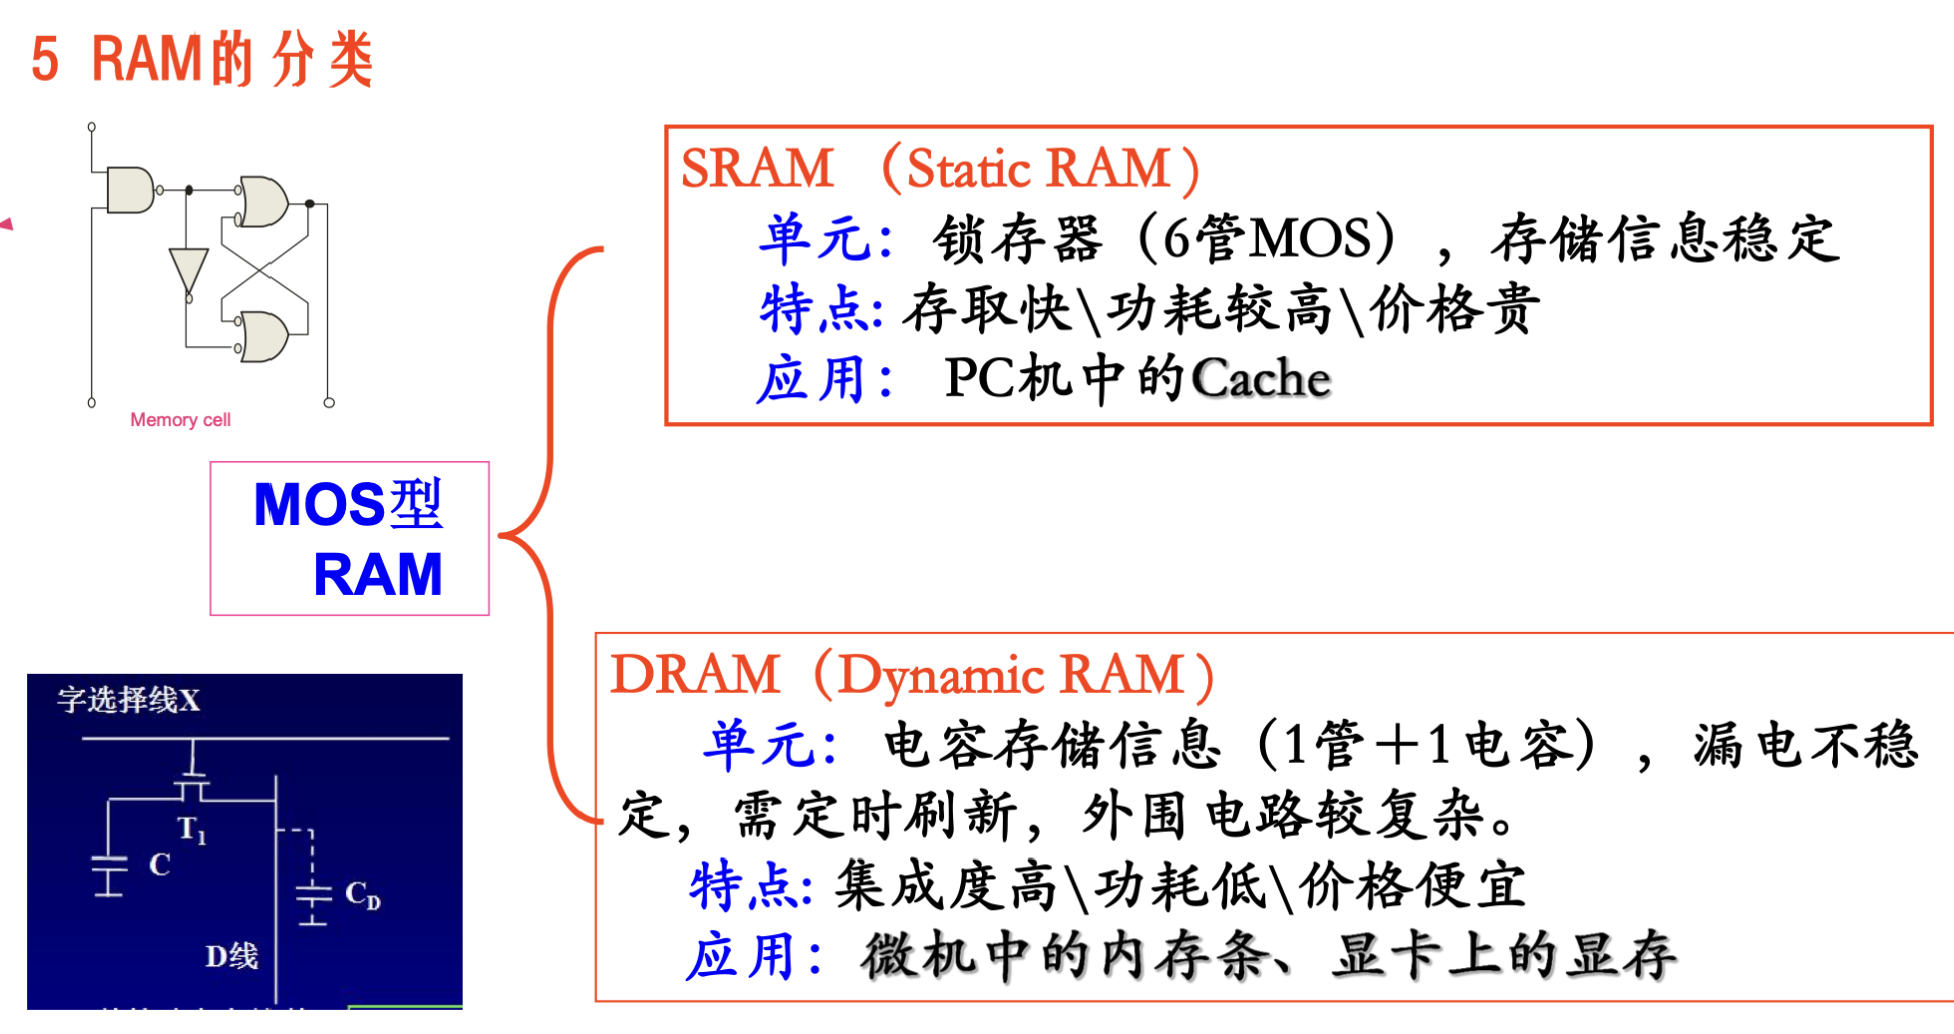 5 RAM的分类
SRAM （Static RAM）
单元：锁存器（6管MOS），存储信息稳定
特点: 存取快\功耗较高\价格贵
应用： PC机中的Cache
Memory cell
MOS型
RAM
DRAM（Dynamic RAM）
单元：电容存储信息（1管＋1电容），漏电不稳
定，需定时刷新，外围电路较复杂。
特点: 集成度高\功耗低\价格便宜
应用：微机中的内存条、显卡上的显存
字选择线X
T1
C
CD
D线